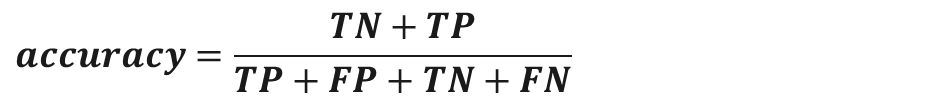 accuracy = TN + TP / TP + FP + TN + FN